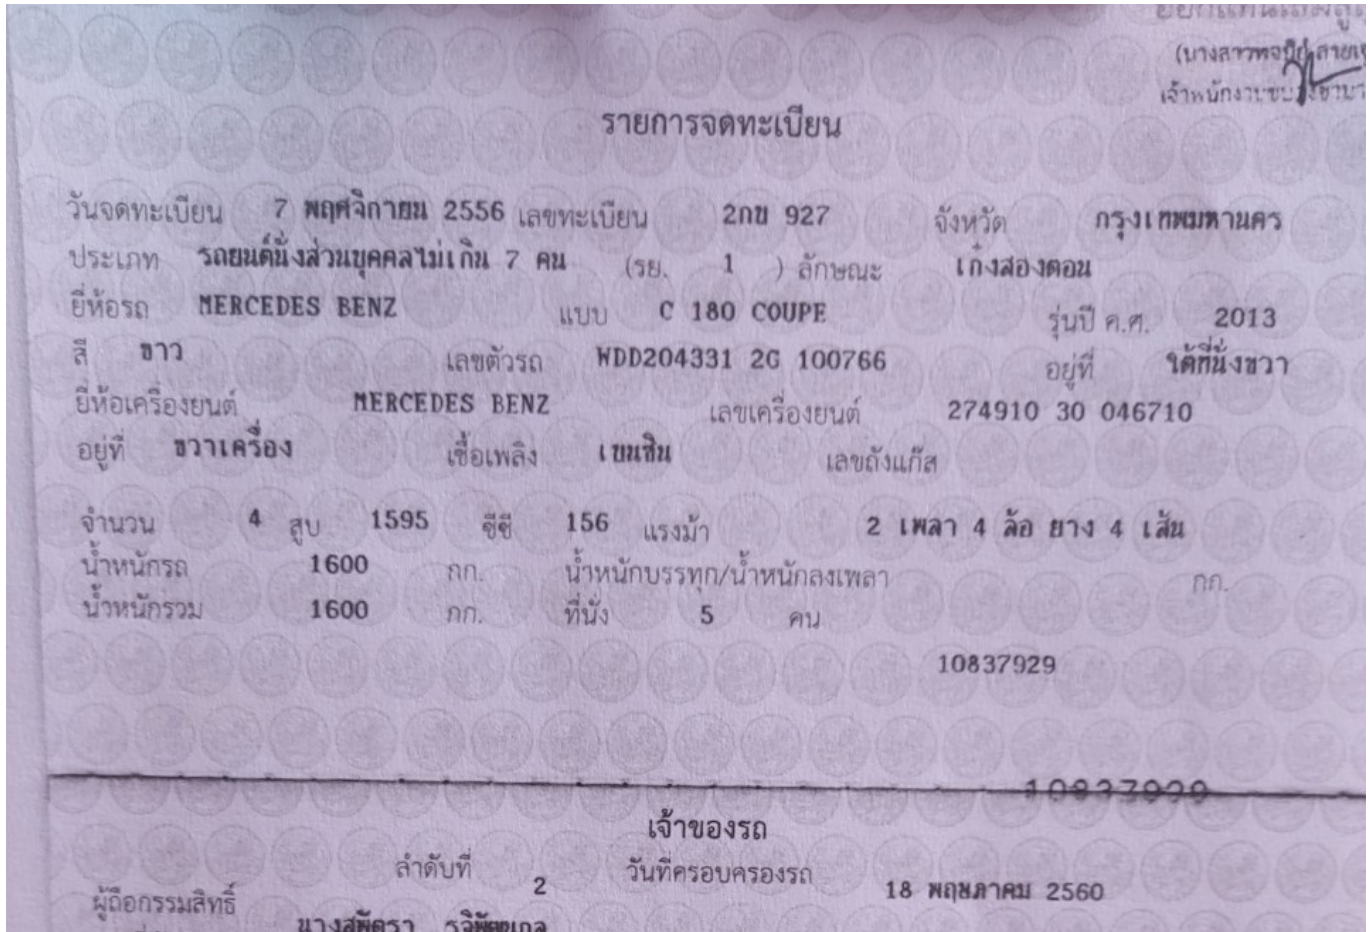 (นางสาวพจนีย์ สายเ
รายการจดทะเบียน
วันจดทะเบียน 7 พฤศจิกายน 2556 เลขทะเบียน 2กข 927 จังหวัด กรุงเทพมหานคร
ประเภท รถยนต์นั่งส่วนบุคคลไม่เกิน 7 คน (รย. 1 ) ลักษณะ เก๋งสองตอน
ยี่ห้อรถ MERCEDES BENZ แบบ C 180 COUPE รุ่นปี ค.ศ. 2013
สี ขาว เลขตัวรถ WDD204331 2G 100766 อยู่ที่ ใต้ที่นั่งขวา
ยี่ห้อเครื่องยนต์ MERCEDES BENZ เลขเครื่องยนต์ 274910 30 046710
อยู่ที่ ขวาเครื่อง เชื้อเพลิง เบนซิน เลขถังแก๊ส
จำนวน 4 สูบ 1595 ซีซี 156 แรงม้า 2 เพลา 4 ล้อ ยาง 4 เส้น
น้ำหนักรถ 1600 กก. น้ำหนักบรรทุก/น้ำหนักลงเพลา กก.
น้ำหนักรวม 1600 กก. ที่นั่ง 5 คน
10837929
10837929
เจ้าของรถ
ลำดับที่ 2 วันที่ครอบครองรถ 18 พฤษภาคม 2560
ผู้ถือกรรมสิทธิ์